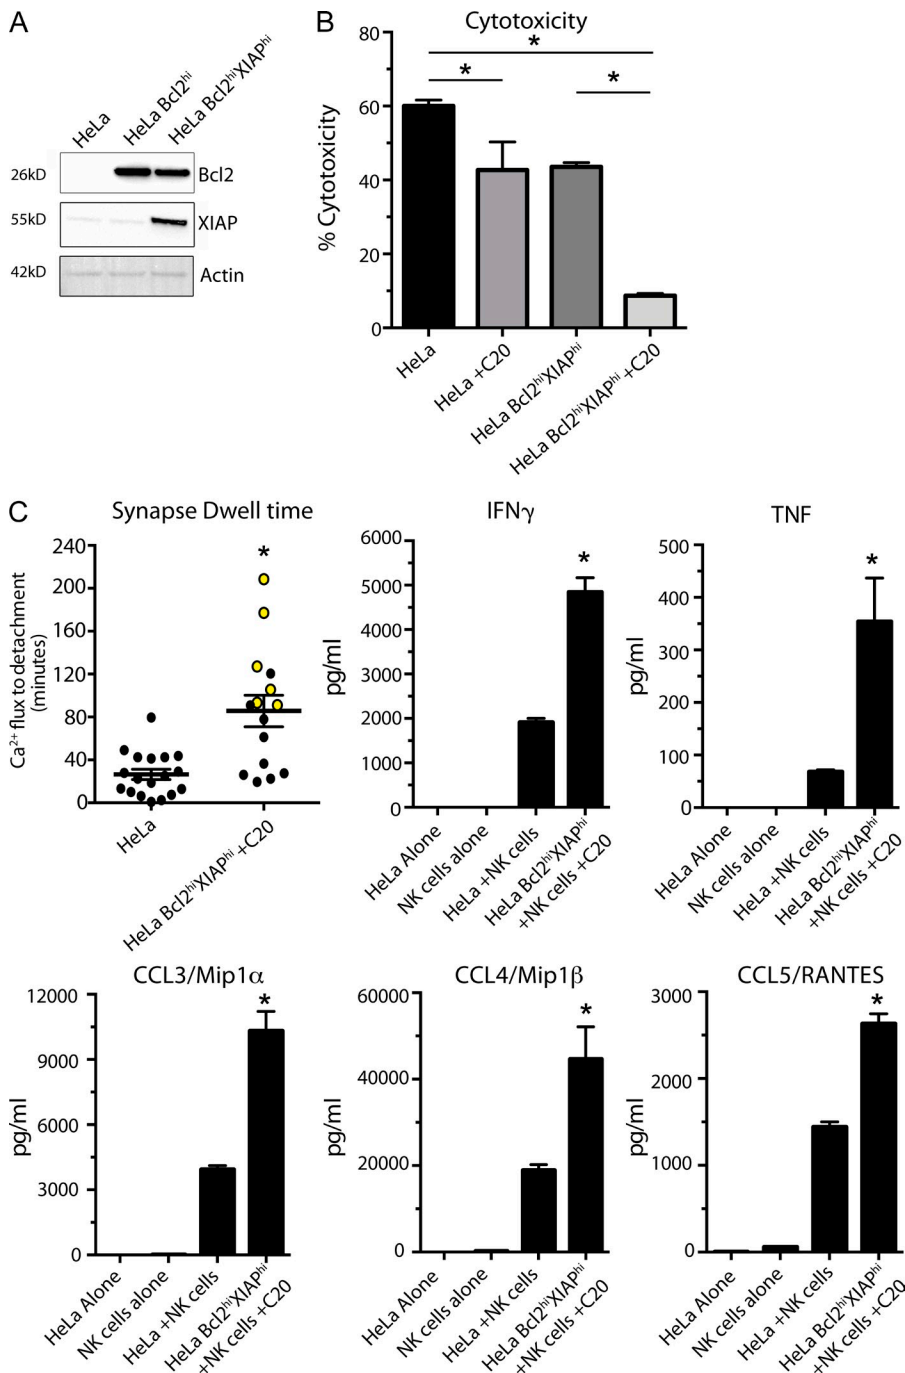 A
HeLa
HeLa Bcl2hi
HeLa Bcl2hiXIAPhi
26kD
Bcl2
55kD
XIAP
42kD
Actin
B
Cytotoxicity
% Cytotoxicity
80
60
40
20
0
*
*
*
HeLa
HeLa +C20
HeLa Bcl2hiXIAPhi
HeLa Bcl2hiXIAPhi +C20
C
Synapse Dwell time
Ca2+ flux to detachment
(minutes)
240
200
160
120
80
40
0
*
HeLa
HeLa Bcl2hiXIAPhi +C20
IFNγ
pg/ml
6000
5000
4000
3000
2000
1000
0
*
HeLa Alone
NK cells alone
HeLa +NK cells
HeLa Bcl2hiXIAPhi
+NK cells +C20
TNF
pg/ml
500
400
300
200
100
0
*
HeLa Alone
NK cells alone
HeLa +NK cells
HeLa Bcl2hiXIAPhi
+NK cells +C20
CCL3/Mip1α
pg/ml
12000
9000
6000
3000
0
*
HeLa Alone
NK cells alone
HeLa +NK cells
HeLa Bcl2hiXIAPhi
+NK cells +C20
CCL4/Mip1β
pg/ml
60000
40000
20000
0
*
HeLa Alone
NK cells alone
HeLa +NK cells
HeLa Bcl2hiXIAPhi
+NK cells +C20
CCL5/RANTES
pg/ml
3000
2000
1000
0
*
HeLa Alone
NK cells alone
HeLa +NK cells
HeLa Bcl2hiXIAPhi
+NK cells +C20